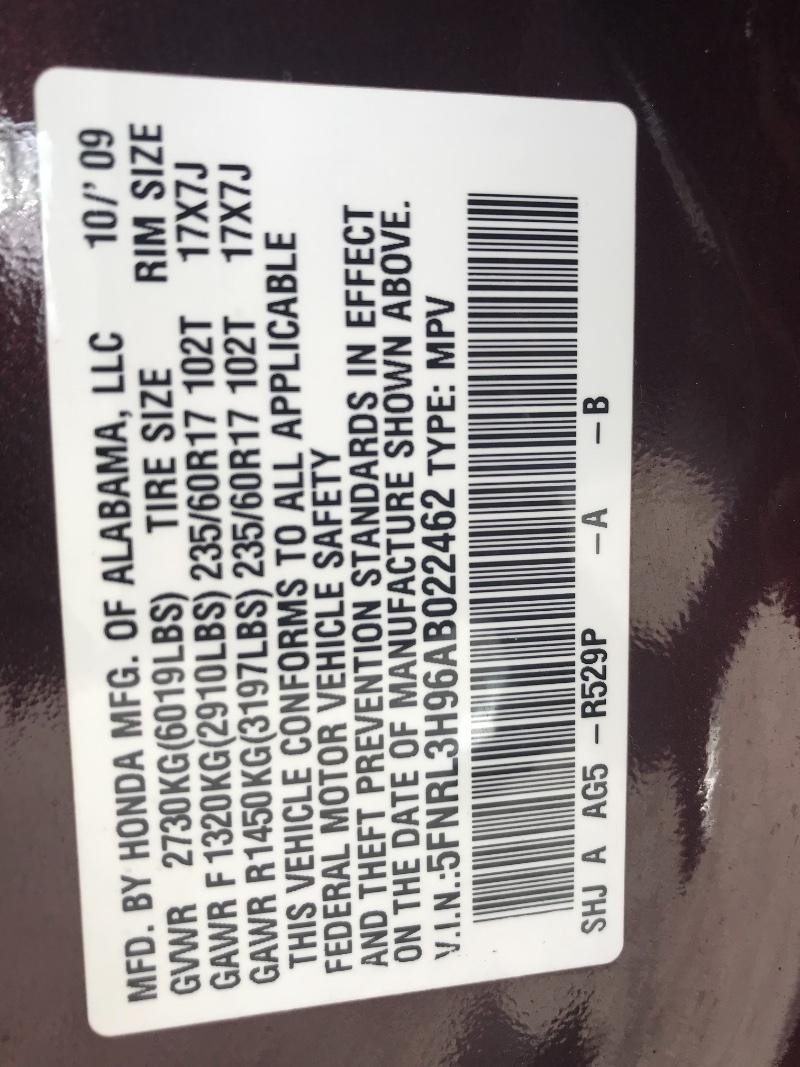 MFD. BY HONDA MFG. OF ALABAMA, LLC 10/' 09
GVWR 2730KG(6019LBS) TIRE SIZE RIM SIZE
GAWR F 1320KG(2910LBS) 235/60R17 102T 17X7J
GAWR R 1450KG(3197LBS) 235/60R17 102T 17X7J
THIS VEHICLE CONFORMS TO ALL APPLICABLE
FEDERAL MOTOR VEHICLE SAFETY
AND THEFT PREVENTION STANDARDS IN EFFECT
ON THE DATE OF MANUFACTURE SHOWN ABOVE.
V.I.N.:5FNRL3H96AB022462 TYPE: MPV
SHJ A AG5 –R529P –A –B